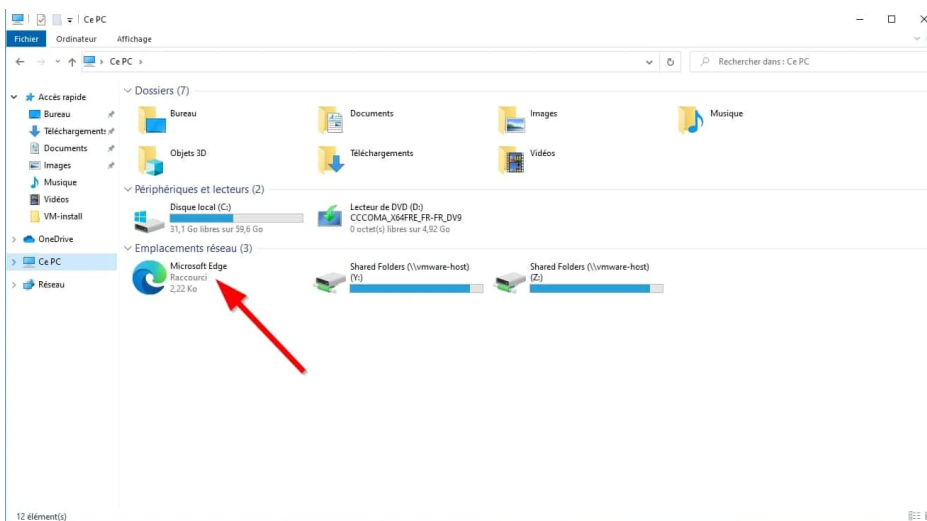 Ce PC
Fichier Ordinateur Affichage
Ce PC
Rechercher dans : Ce PC
Accès rapide
Bureau
Téléchargements
Documents
Images
Musique
Vidéos
VM-install
OneDrive
Ce PC
Réseau
Dossiers (7)
Bureau
Documents
Images
Musique
Objets 3D
Téléchargements
Vidéos
Périphériques et lecteurs (2)
Disque local (C:)
31,1 Go libres sur 59,6 Go
Lecteur de DVD (D:)
CCCOMA_X64FRE_FR-FR_DV9
0 octet(s) libres sur 4,92 Go
Emplacements réseau (3)
Microsoft Edge
Raccourci
2,22 Ko
Shared Folders (\\vmware-host)
(Y:)
Shared Folders (\\vmware-host)
(Z:)
12 élément(s)